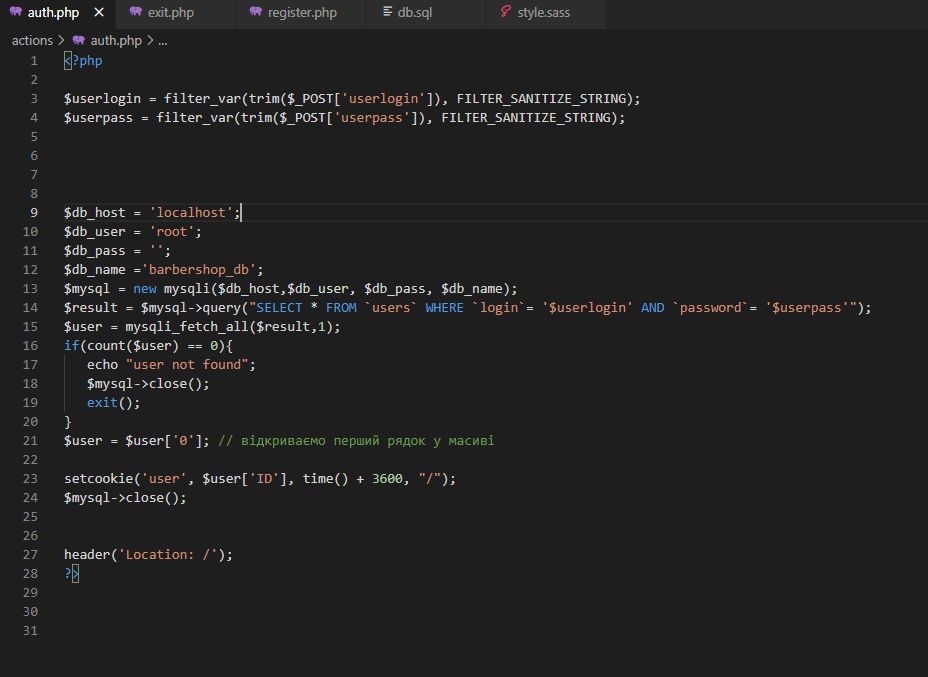 auth.php × exit.php register.php db.sql style.sass
actions > auth.php > ...
1 <?php
2
3 $userlogin = filter_var(trim($_POST['userlogin']), FILTER_SANITIZE_STRING);
4 $userpass = filter_var(trim($_POST['userpass']), FILTER_SANITIZE_STRING);
5
6
7
8
9 $db_host = 'localhost';
10 $db_user = 'root';
11 $db_pass = '';
12 $db_name ='barbershop_db';
13 $mysql = new mysqli($db_host,$db_user, $db_pass, $db_name);
14 $result = $mysql->query("SELECT * FROM `users` WHERE `login`= '$userlogin' AND `password`= '$userpass'");
15 $user = mysqli_fetch_all($result,1);
16 if(count($user) == 0){
17 echo "user not found";
18 $mysql->close();
19 exit();
20 }
21 $user = $user['0']; // відкриваємо перший рядок у масиві
22
23 setcookie('user', $user['ID'], time() + 3600, "/");
24 $mysql->close();
25
26
27 header('Location: /');
28 ?>
29
30
31